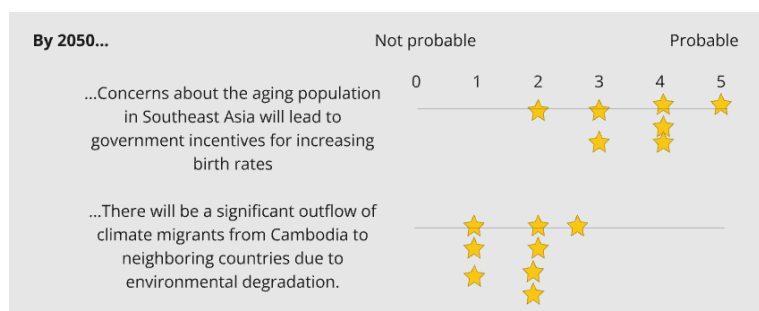 By 2050... Not probable Probable
0 1 2 3 4 5
...Concerns about the aging population
in Southeast Asia will lead to
government incentives for increasing
birth rates
...There will be a significant outflow of
climate migrants from Cambodia to
neighboring countries due to
environmental degradation.